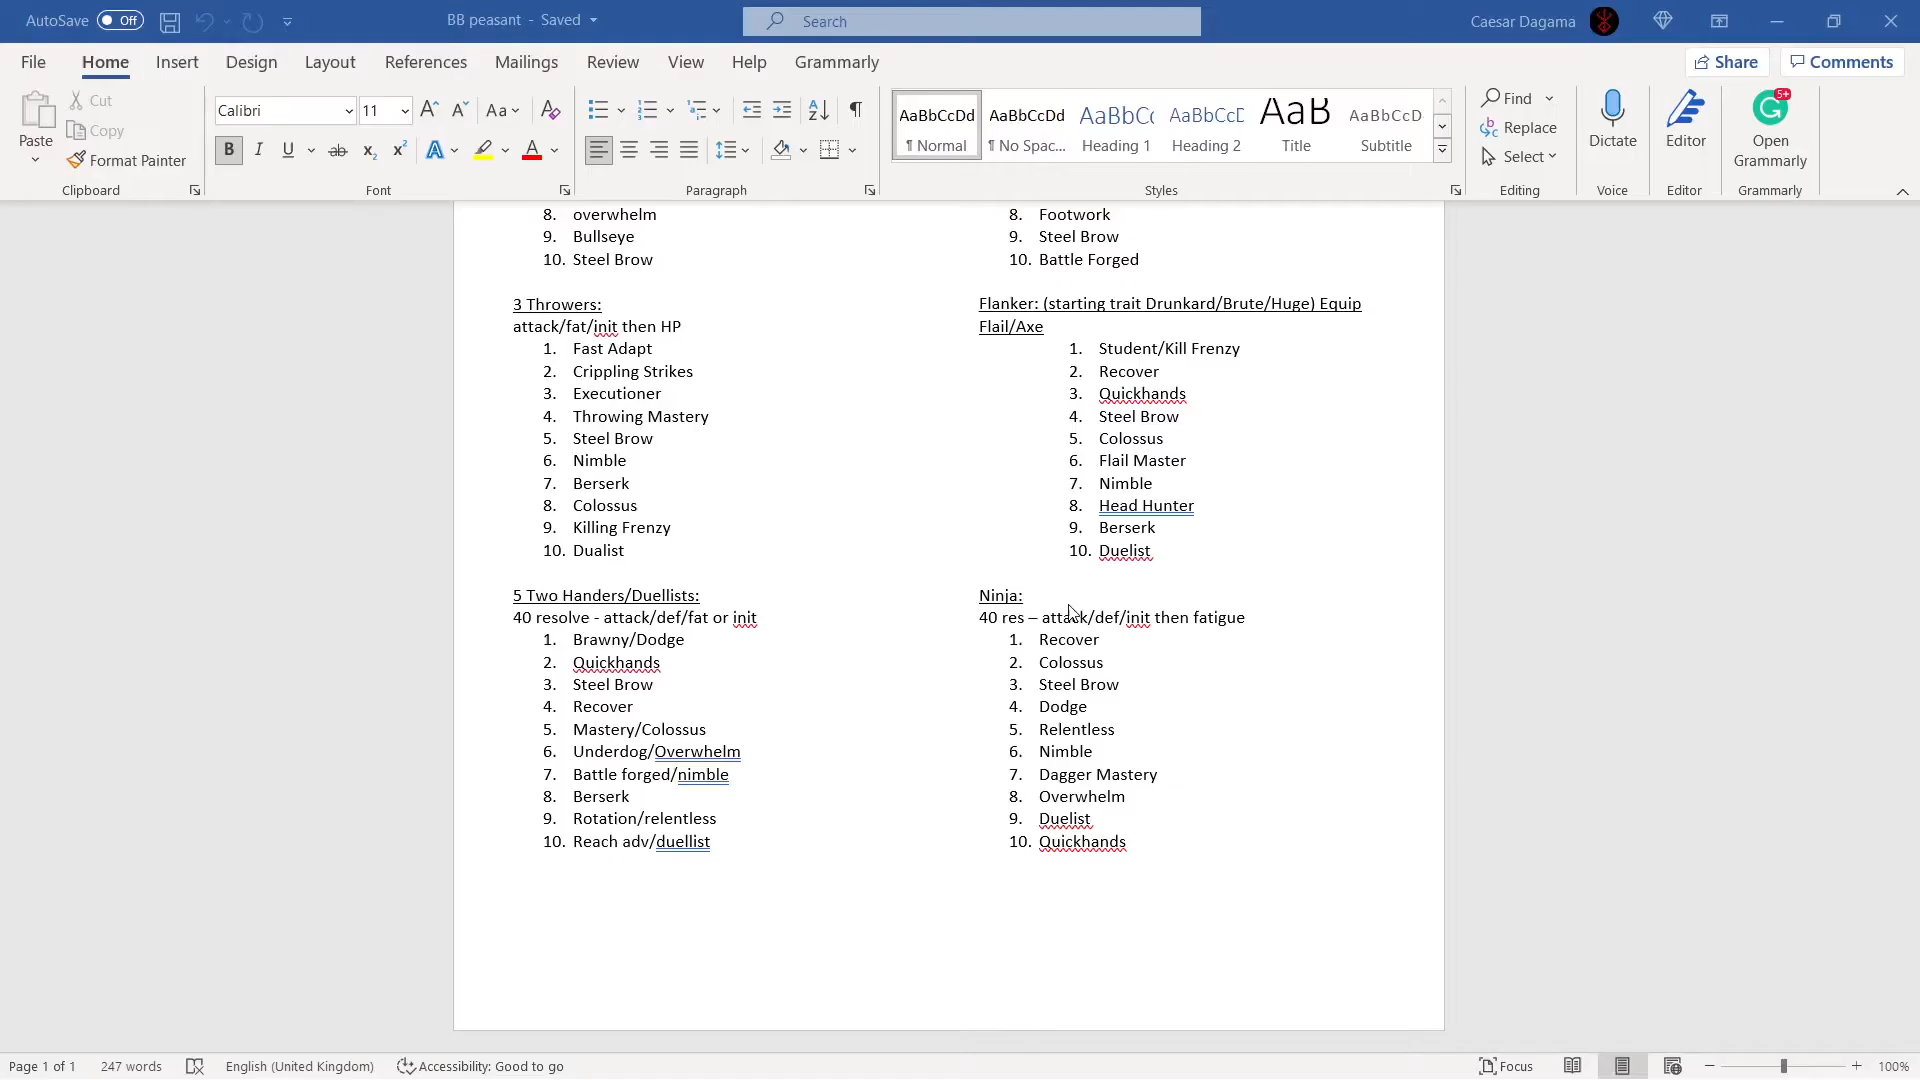 AutoSave Off
BB peasant - Saved
Search
Caesar Dagama
File Home Insert Design Layout References Mailings Review View Help Grammarly
Share Comments
Paste
Cut
Copy
Format Painter
Clipboard
Calibri 11
Font
Paragraph
AaBbCcDd AaBbCcDd AaBbCc AaBbCcD AaB AaBbCcD
¶ Normal ¶ No Spac... Heading 1 Heading 2 Title Subtitle
Styles
Find
Replace
Select
Editing
Dictate
Voice
Editor
Editor
5+
Open
Grammarly
Grammarly
8. overwhelm
9. Bullseye
10. Steel Brow
3 Throwers:
attack/fat/init then HP
1. Fast Adapt
2. Crippling Strikes
3. Executioner
4. Throwing Mastery
5. Steel Brow
6. Nimble
7. Berserk
8. Colossus
9. Killing Frenzy
10. Dualist
5 Two Handers/Duellists:
40 resolve - attack/def/fat or init
1. Brawny/Dodge
2. Quickhands
3. Steel Brow
4. Recover
5. Mastery/Colossus
6. Underdog/Overwhelm
7. Battle forged/nimble
8. Berserk
9. Rotation/relentless
10. Reach adv/duellist
8. Footwork
9. Steel Brow
10. Battle Forged
Flanker: (starting trait Drunkard/Brute/Huge) Equip
Flail/Axe
1. Student/Kill Frenzy
2. Recover
3. Quickhands
4. Steel Brow
5. Colossus
6. Flail Master
7. Nimble
8. Head Hunter
9. Berserk
10. Duelist
Ninja:
40 res – attack/def/init then fatigue
1. Recover
2. Colossus
3. Steel Brow
4. Dodge
5. Relentless
6. Nimble
7. Dagger Mastery
8. Overwhelm
9. Duelist
10. Quickhands
Page 1 of 1 247 words English (United Kingdom) Accessibility: Good to go
Focus
100%